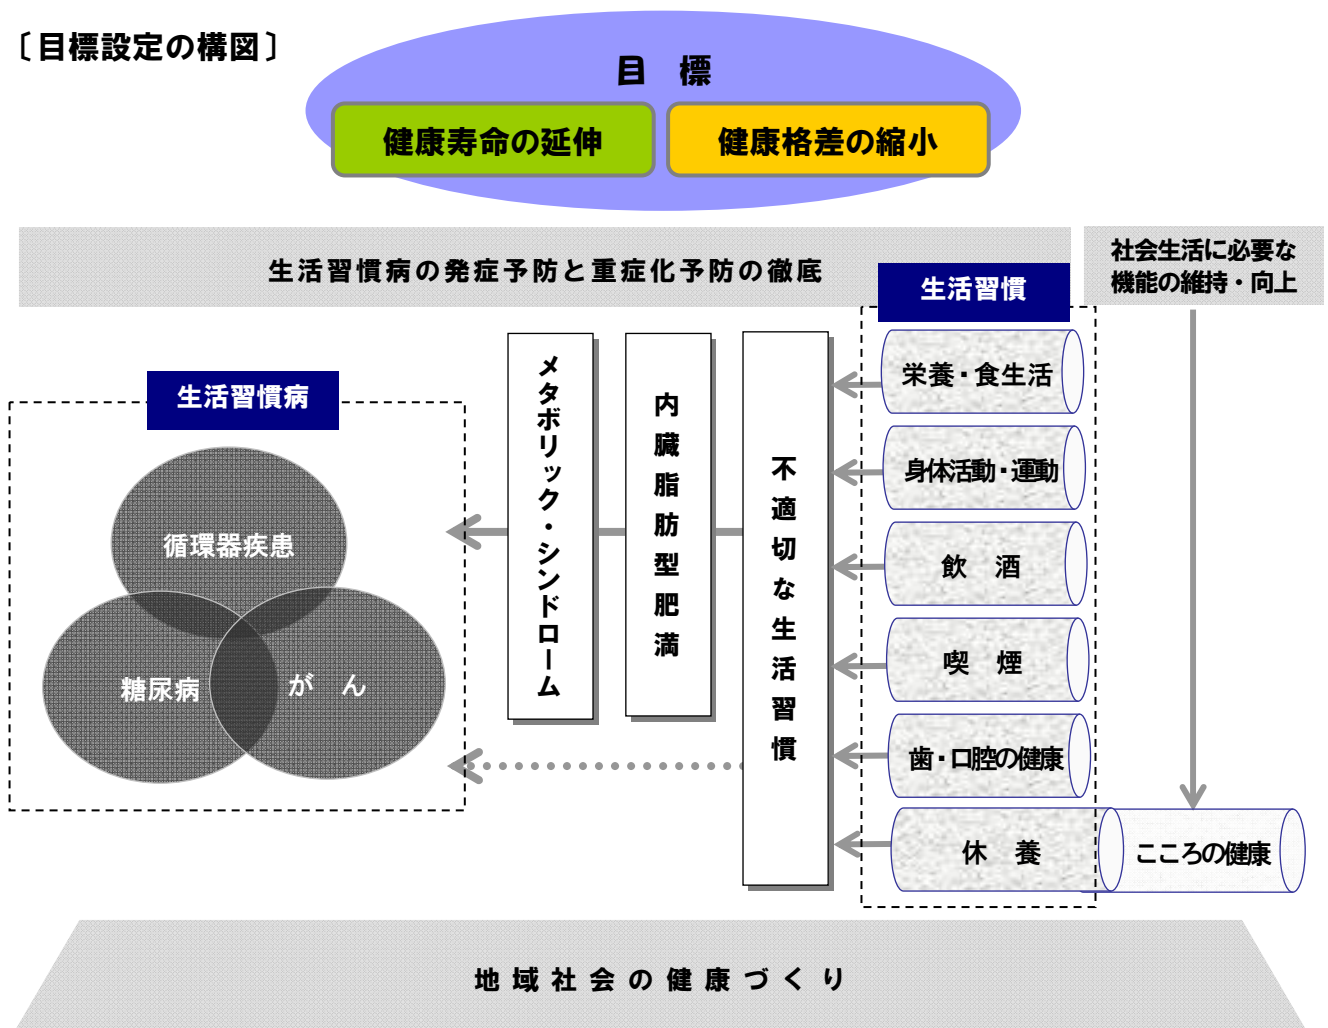 〔目標設定の構図〕
目　標
健康寿命の延伸
健康格差の縮小
生活習慣病の発症予防と重症化予防の徹底
社会生活に必要な
機能の維持・向上
生活習慣
生活習慣病
循環器疾患
糖尿病
が　ん
メタボリック・シンドローム
内臓脂肪型肥満
不適切な生活習慣
栄養・食生活
身体活動・運動
飲　酒
喫　煙
歯・口腔の健康
休　養
こころの健康
地域社会の健康づくり